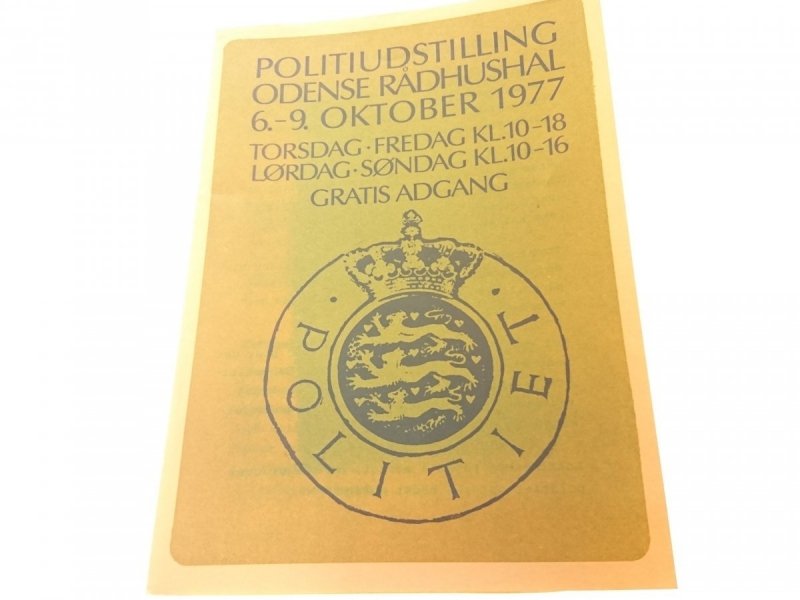 POLITIUDSTILLING
ODENSE RÅDHUSHAL
6.-9. OKTOBER 1977
TORSDAG·FREDAG KL.10-18
LØRDAG·SØNDAG KL.10-16
GRATIS ADGANG
·POLITIET·